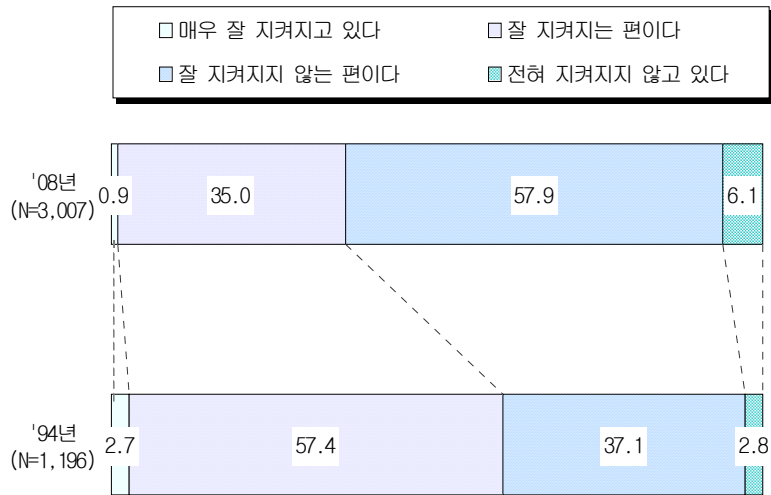 매우 잘 지켜지고 있다 잘 지켜지는 편이다
잘 지켜지지 않는 편이다 전혀 지켜지지 않고 있다
'08년
(N=3,007)
0.9 35.0 57.9 6.1
'94년
(N=1,196)
2.7 57.4 37.1 2.8